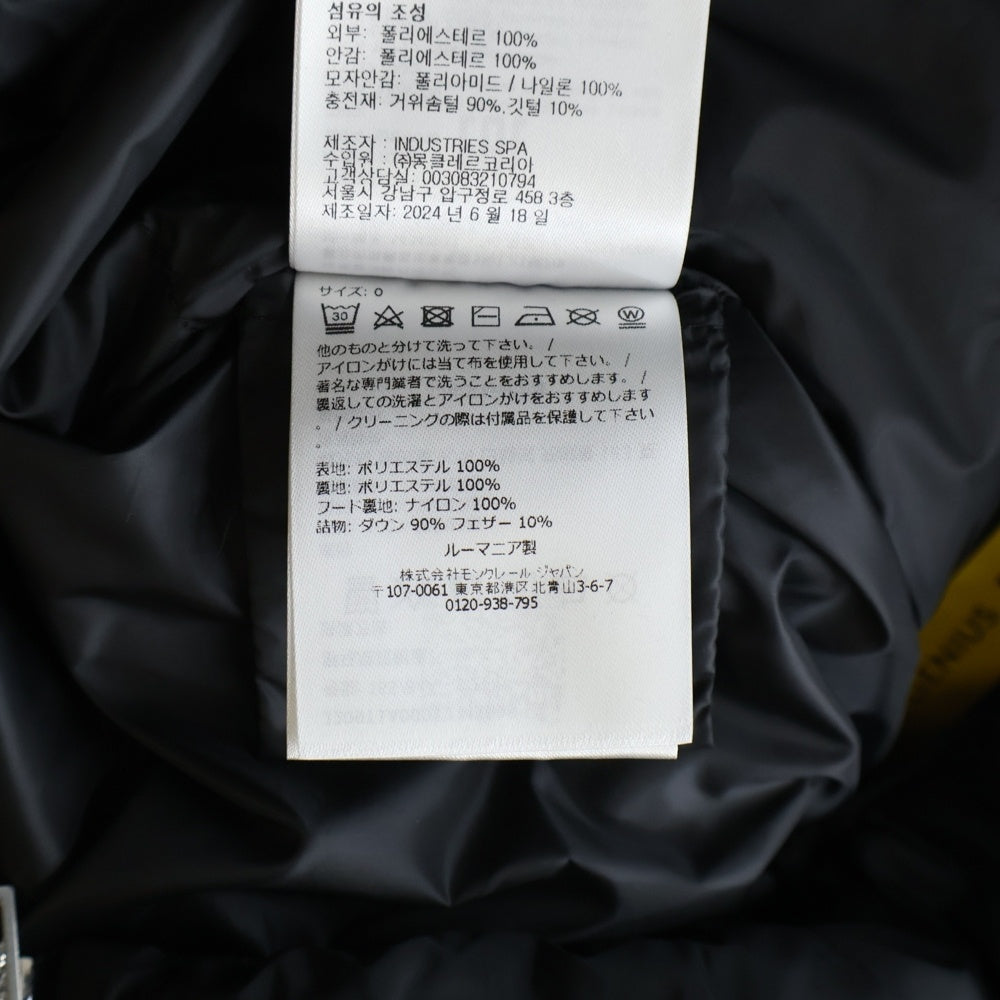 섬유의 조성
외부: 폴리에스테르 100%
안감: 폴리에스테르 100%
모자안감: 폴리아미드 / 나일론 100%
충전재: 거위솜털 90%, 깃털 10%
제조자 : INDUSTRIES SPA
수입원 : ㈜몽클레르코리아
고객상담실: 003083210794
서울시 강남구 압구정로 458 3층
제조일자: 2024 년 6 월 18 일
サイズ: 0
30
W
他のものと分けて洗って下さい。 /
アイロンがけには当て布を使用して下さい。 /
著名な専門業者で洗うことをおすすめします。 /
裏返しての洗濯とアイロンがけをおすすめします
。 / クリーニングの際は付属品を保護して下さい
。
表地: ポリエステル 100%
裏地: ポリエステル 100%
フード裏地: ナイロン 100%
詰物: ダウン 90% フェザー 10%
ルーマニア製
株式会社モンクレール ジャパン
〒107-0061 東京都港区北青山3-6-7
0120-938-795